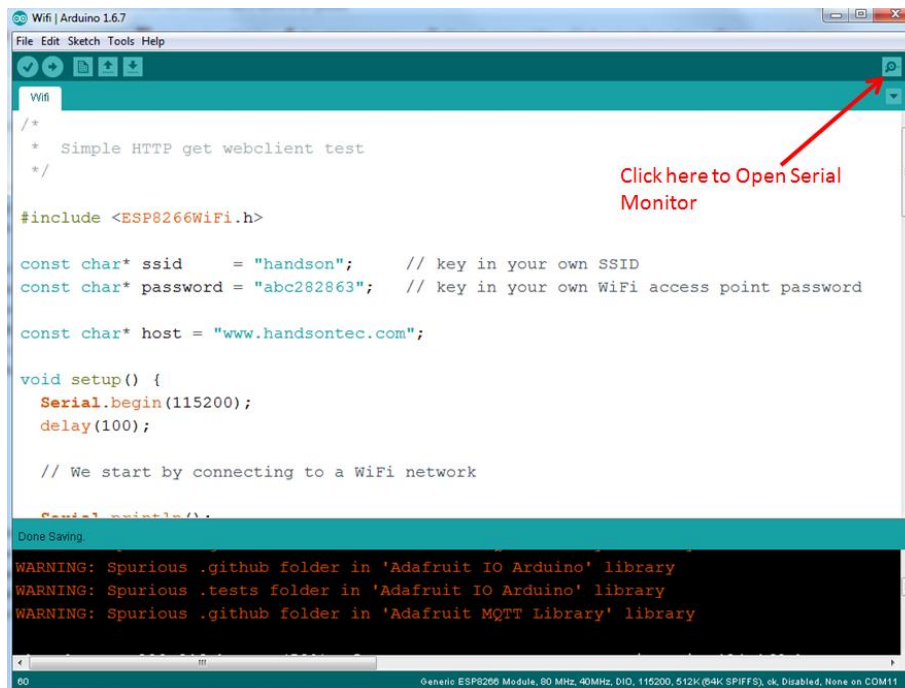 Wifi | Arduino 1.6.7
File Edit Sketch Tools Help
Wifi
/*
 *  Simple HTTP get webclient test
 */
Click here to Open Serial
Monitor
#include <ESP8266WiFi.h>
const char* ssid     = "handson";    // key in your own SSID
const char* password = "abc282863";   // key in your own WiFi access point password
const char* host = "www.handsontec.com";
void setup() {
  Serial.begin(115200);
  delay(100);
  // We start by connecting to a WiFi network
  Serial.println();
Done Saving.
WARNING: Spurious .github folder in 'Adafruit IO Arduino' library
WARNING: Spurious .tests folder in 'Adafruit IO Arduino' library
WARNING: Spurious .github folder in 'Adafruit MQTT Library' library
60
Generic ESP8266 Module, 80 MHz, 40MHz, DIO, 115200, 512K (64K SPIFFS), ck, Disabled, None on COM11